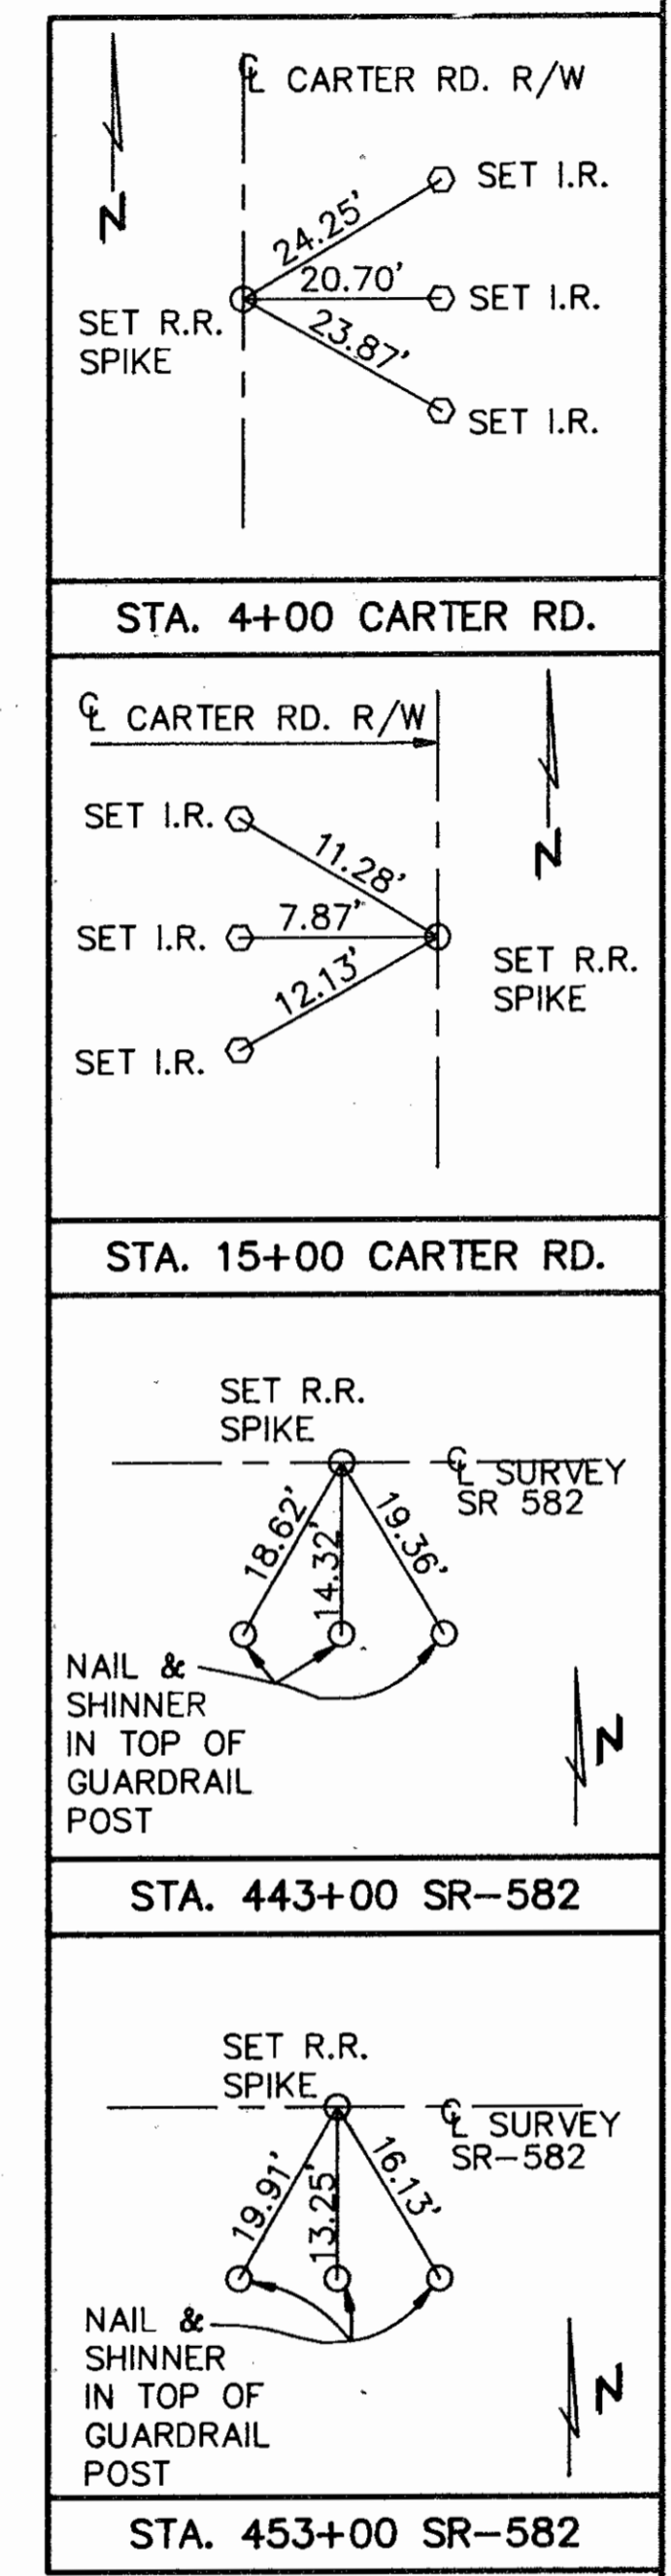 ℄ CARTER RD. R/W
N
SET I.R.
24.25'
20.70'
SET I.R.
SET R.R.
SPIKE
23.87'
SET I.R.
STA. 4+00 CARTER RD.
℄ CARTER RD. R/W
SET I.R.
11.28'
N
7.87'
SET I.R.
SET R.R.
SPIKE
12.13'
SET I.R.
STA. 15+00 CARTER RD.
SET R.R.
SPIKE
℄ SURVEY
SR 582
18.62'
14.32'
19.36'
NAIL &
SHINNER
IN TOP OF
GUARDRAIL
POST
N
STA. 443+00 SR-582
SET R.R.
SPIKE
℄ SURVEY
SR-582
19.91'
13.25'
16.13'
NAIL &
SHINNER
IN TOP OF
GUARDRAIL
POST
N
STA. 453+00 SR-582